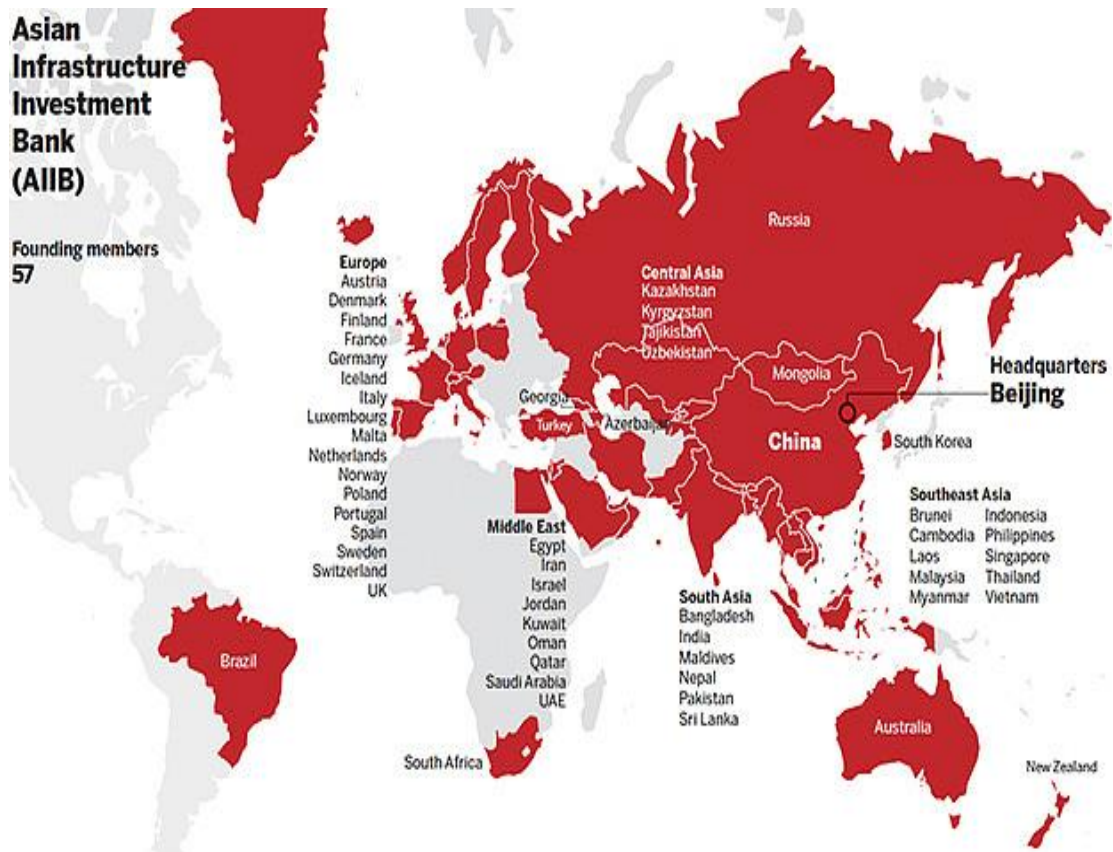 Asian
Infrastructure
Investment
Bank
(AIIB)
Founding members
57
Europe
Austria
Denmark
Finland
France
Germany
Iceland
Italy
Luxembourg
Malta
Netherlands
Norway
Poland
Portugal
Spain
Sweden
Switzerland
UK
Russia
Central Asia
Kazakhstan
Kyrgyzstan
Tajikistan
Uzbekistan
Mongolia
Headquarters
Beijing
Georgia
Turkey
Azerbaijan
China
South Korea
Middle East
Egypt
Iran
Israel
Jordan
Kuwait
Oman
Qatar
Saudi Arabia
UAE
South Asia
Bangladesh
India
Maldives
Nepal
Pakistan
Sri Lanka
Southeast Asia
Brunei Indonesia
Cambodia Philippines
Laos Singapore
Malaysia Thailand
Myanmar Vietnam
Brazil
South Africa
Australia
New Zealand